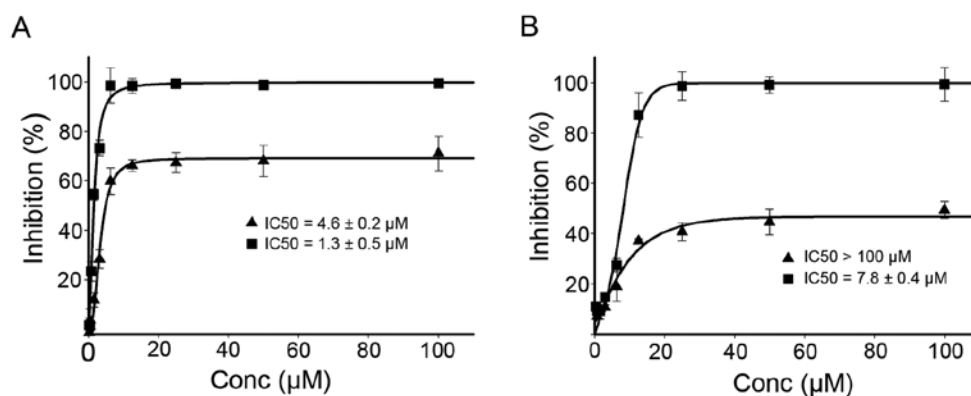 A
Inhibition (%)
100
80
60
40
20
0
0
20
40
60
80
100
Conc (µM)
▲ IC50 = 4.6 ± 0.2 µM
■ IC50 = 1.3 ± 0.5 µM
B
Inhibition (%)
100
80
60
40
20
0
20
40
60
80
100
Conc (µM)
▲ IC50 > 100 µM
■ IC50 = 7.8 ± 0.4 µM